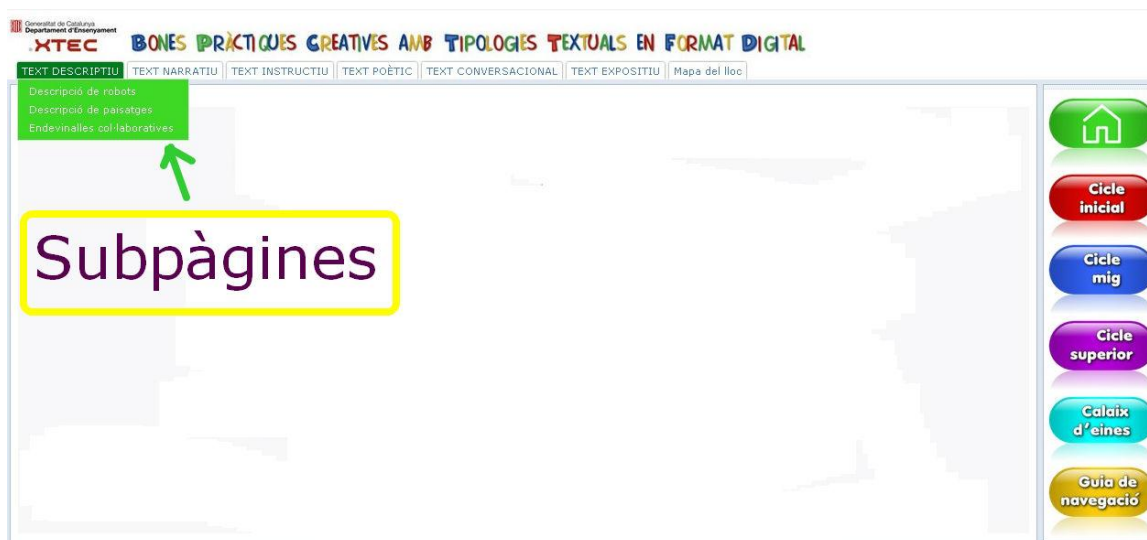 Generalitat de Catalunya
Departament d'Ensenyament
.XTEC
BONES PRÀCTIQUES CREATIVES AMB TIPOLOGIES TEXTUALS EN FORMAT DIGITAL
TEXT DESCRIPTIU TEXT NARRATIU TEXT INSTRUCTIU TEXT POÈTIC TEXT CONVERSACIONAL TEXT EXPOSITIU Mapa del lloc
Descripció de robots
Descripció de paisatges
Endevinalles col·laboratives
Subpàgines
Cicle
inicial
Cicle
mig
Cicle
superior
Calaix
d'eines
Guia de
navegació